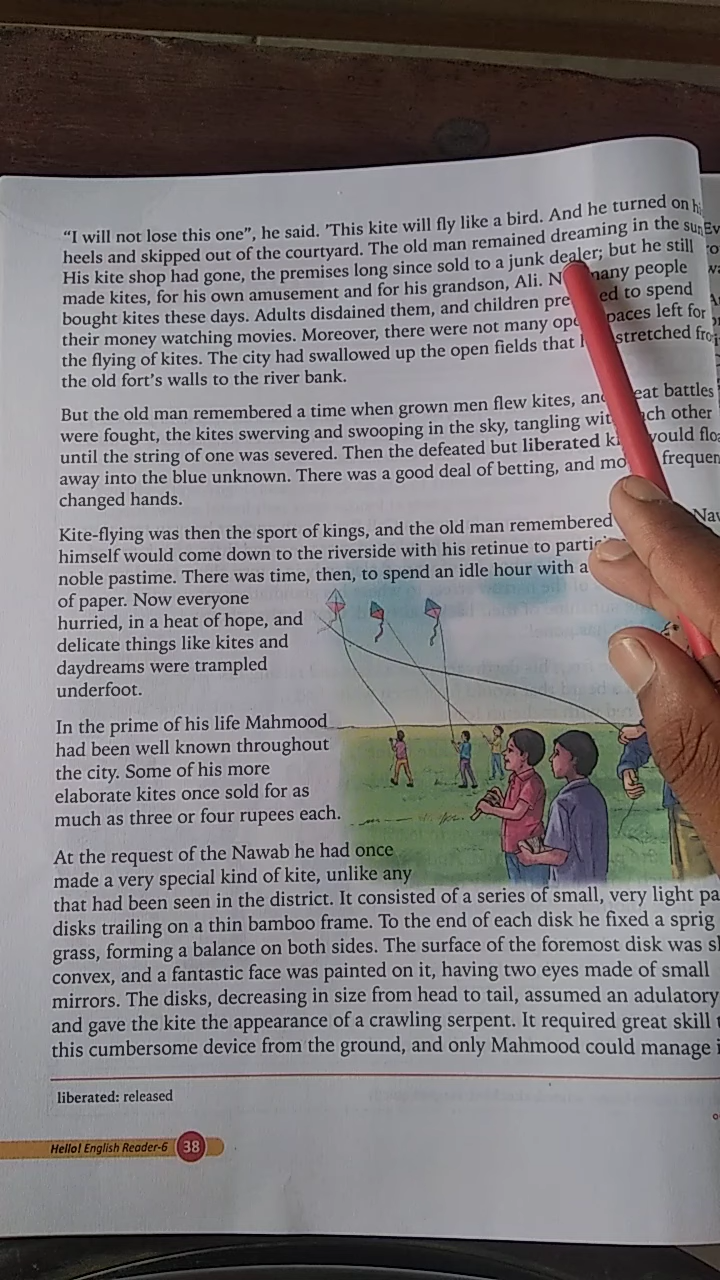 "I will not lose this one", he said. 'This kite will fly like a bird. And he turned on
heels and skipped out of the courtyard. The old man remained dreaming in the sun
His kite shop had gone, the premises long since sold to a junk dealer; but he still
made kites, for his own amusement and for his grandson, Ali. many people
bought kites these days. Adults disdained them, and children to spend
their money watching movies. Moreover, there were not many left for
the flying of kites. The city had swallowed up the open fields that stretched
the old fort's walls to the river bank.
But the old man remembered a time when grown men flew kites, and battles
were fought, the kites swerving and swooping in the sky, tangling other
until the string of one was severed. Then the defeated but liberated would
away into the blue unknown. There was a good deal of betting, and
changed hands.
Kite-flying was then the sport of kings, and the old man remembered
himself would come down to the riverside with his retinue to
noble pastime. There was time, then, to spend an idle hour with a
of paper. Now everyone
hurried, in a heat of hope, and
delicate things like kites and
daydreams were trampled
underfoot.
In the prime of his life Mahmood
had been well known throughout
the city. Some of his more
elaborate kites once sold for as
much as three or four rupees each.
At the request of the Nawab he had once
made a very special kind of kite, unlike any
that had been seen in the district. It consisted of a series of small, very light
disks trailing on a thin bamboo frame. To the end of each disk he fixed a sprig
grass, forming a balance on both sides. The surface of the foremost disk was
convex, and a fantastic face was painted on it, having two eyes made of small
mirrors. The disks, decreasing in size from head to tail, assumed an adulatory
and gave the kite the appearance of a crawling serpent. It required great skill
this cumbersome device from the ground, and only Mahmood could manage
liberated: released
Hello! English Reader-6 38